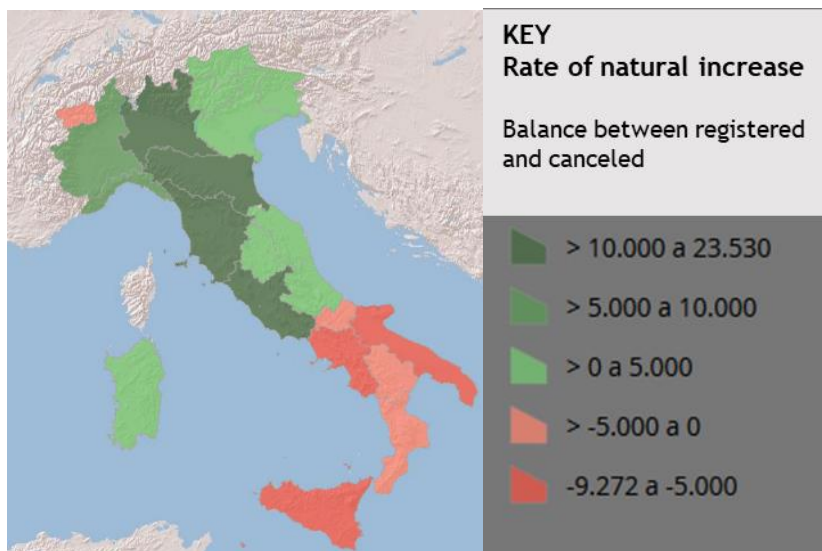 KEY
Rate of natural increase
Balance between registered
and canceled
> 10.000 a 23.530
> 5.000 a 10.000
> 0 a 5.000
> -5.000 a 0
-9.272 a -5.000